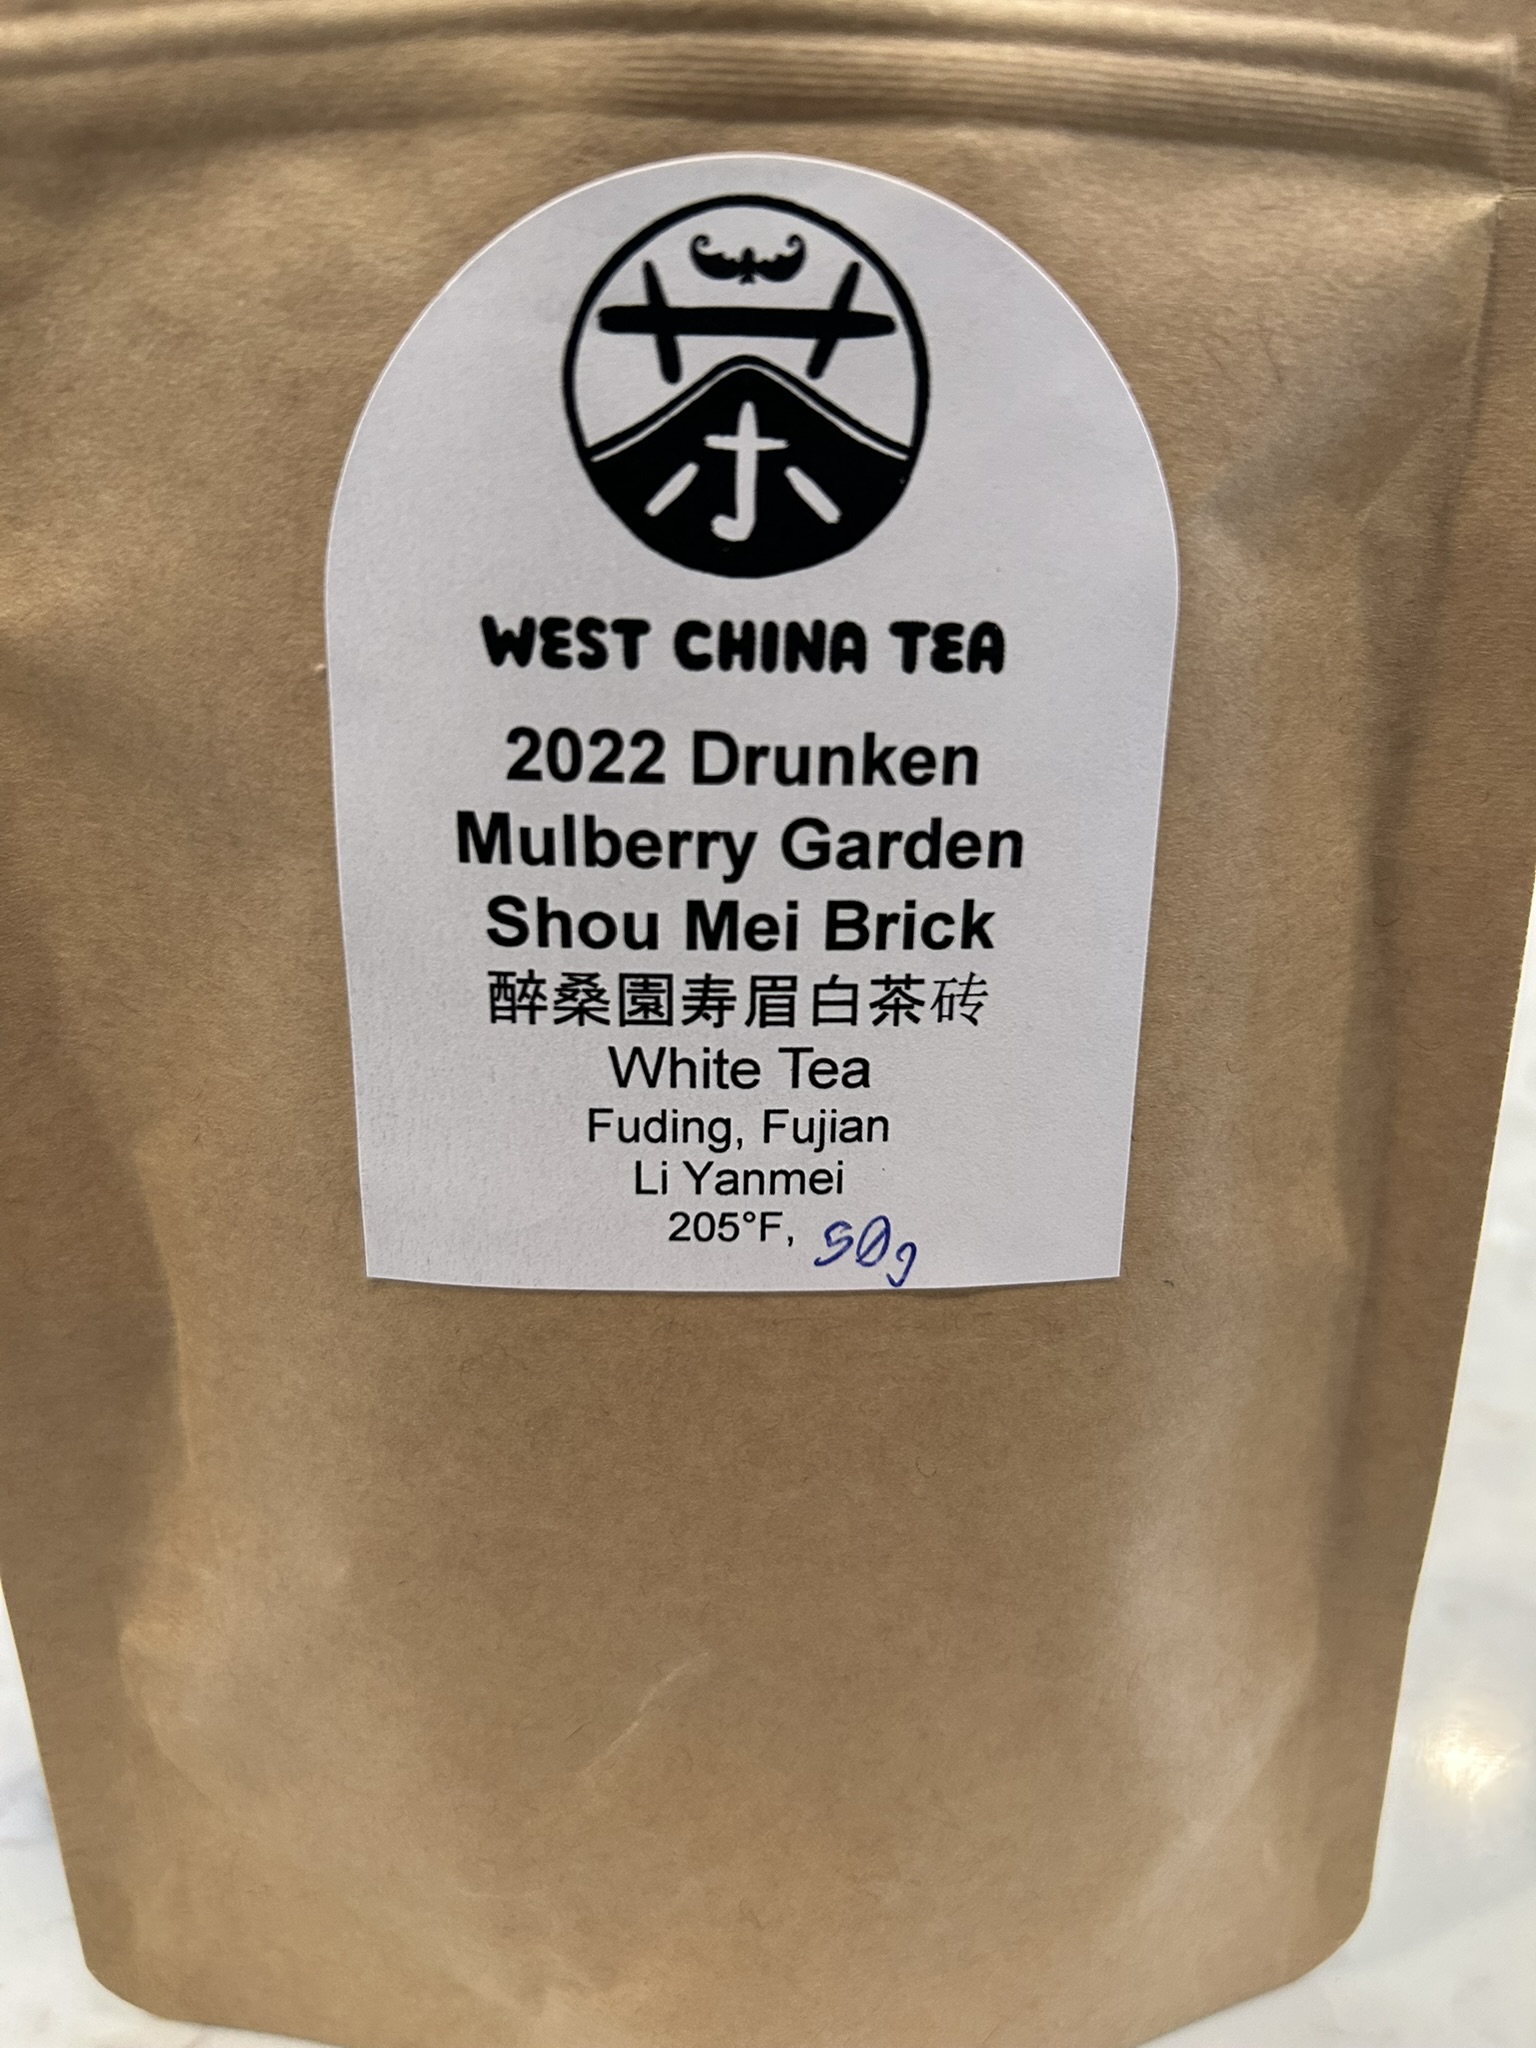 茶
WEST CHINA TEA
2022 Drunken
Mulberry Garden
Shou Mei Brick
醉桑園寿眉白茶砖
White Tea
Fuding, Fujian
Li Yanmei
205°F, 50g